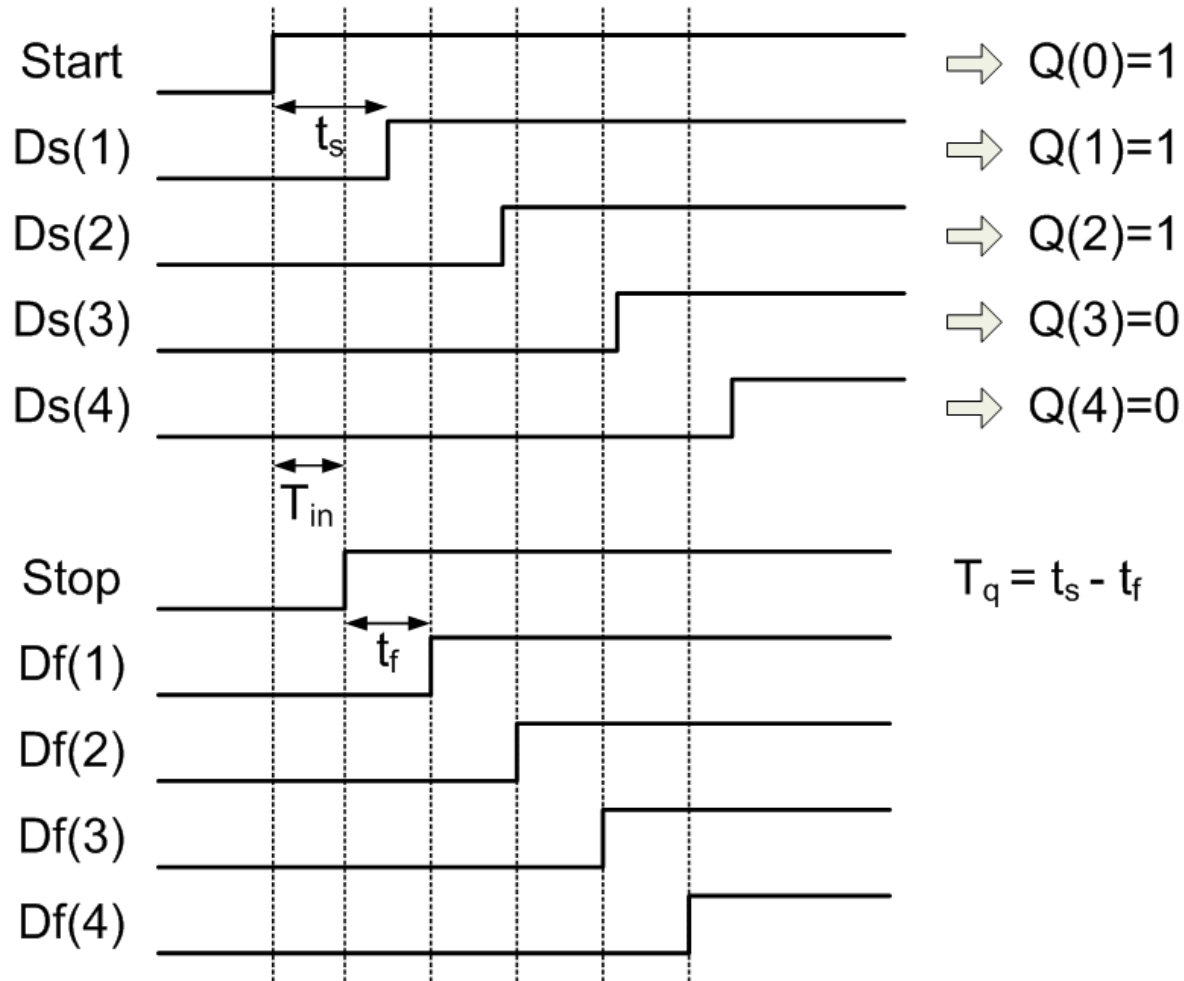 Start
Q(0)=1
tₛ
Ds(1)
Q(1)=1
Ds(2)
Q(2)=1
Ds(3)
Q(3)=0
Ds(4)
Q(4)=0
Tin
Stop
Tq = ts - tf
tf
Df(1)
Df(2)
Df(3)
Df(4)